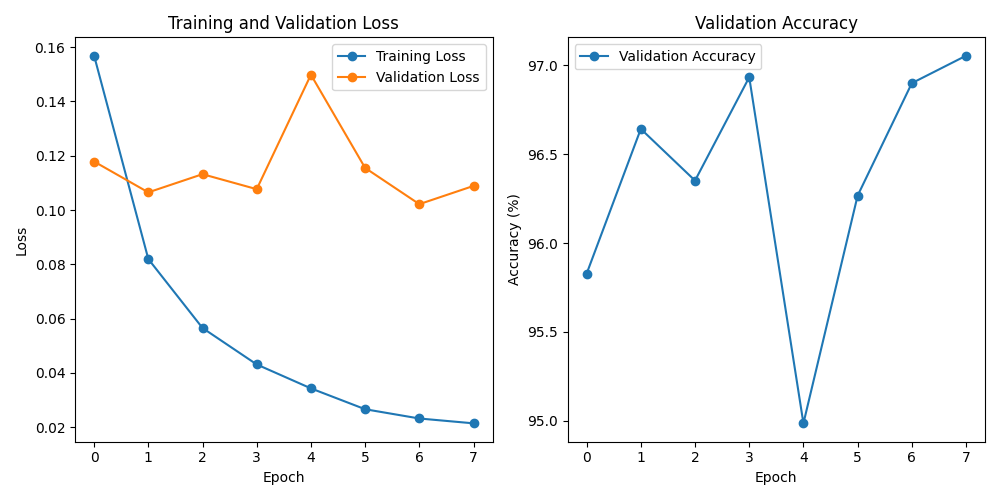 Training and Validation Loss
Training Loss
Validation Loss
0.16
0.14
0.12
0.10
0.08
0.06
0.04
0.02
Loss
0 1 2 3 4 5 6 7
Epoch
Validation Accuracy
Validation Accuracy
97.0
96.5
96.0
95.5
95.0
Accuracy (%)
0 1 2 3 4 5 6 7
Epoch